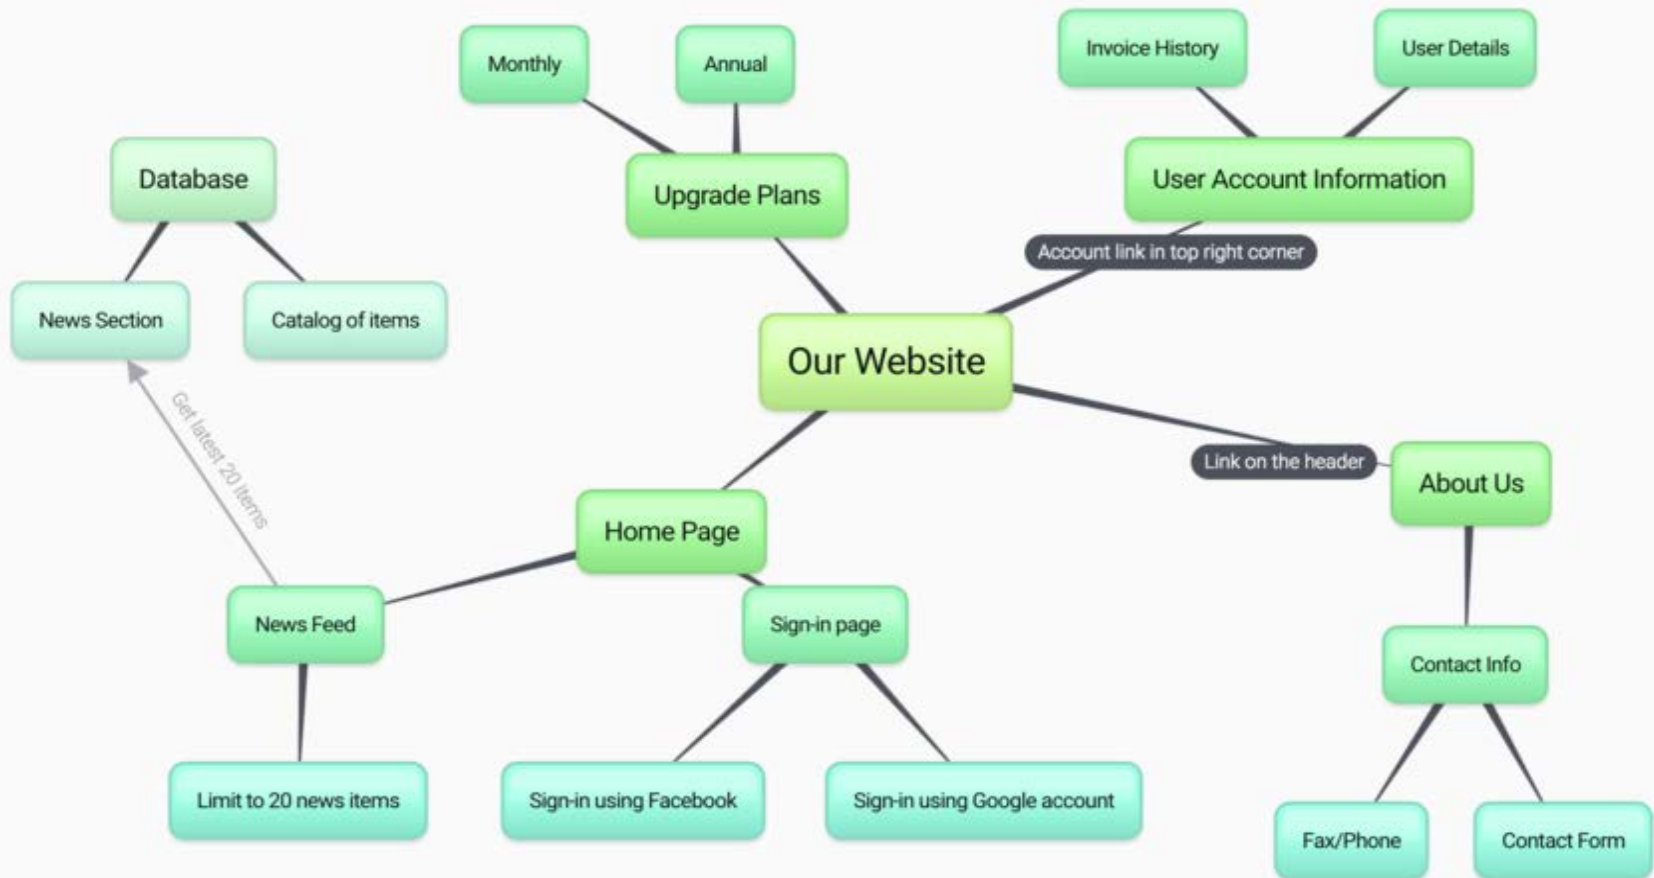 Invoice History
User Details
Monthly
Annual
Database
Upgrade Plans
User Account Information
Account link in top right corner
News Section
Catalog of items
Our Website
Get latest 20 items
Link on the header
About Us
Home Page
News Feed
Sign-in page
Contact Info
Limit to 20 news items
Sign-in using Facebook
Sign-in using Google account
Fax/Phone
Contact Form